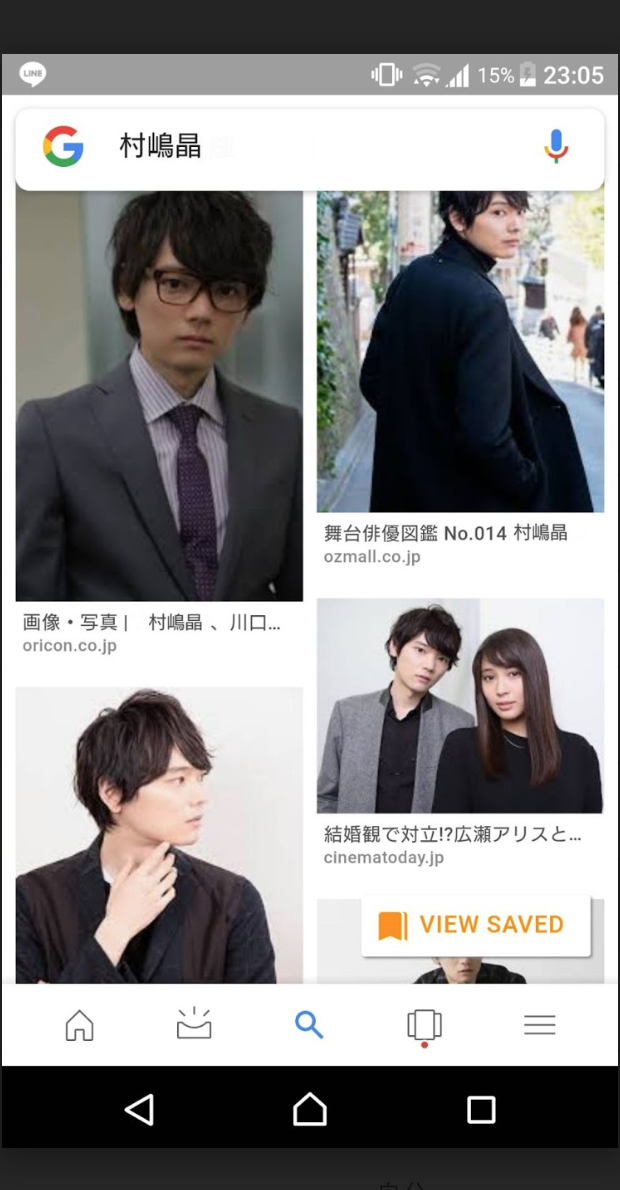 LINE
15% 23:05
村嶋晶
画像・写真 | 村嶋晶 、川口...
oricon.co.jp
舞台俳優図鑑 No.014 村嶋晶
ozmall.co.jp
結婚観で対立!?広瀬アリスと...
cinematoday.jp
VIEW SAVED